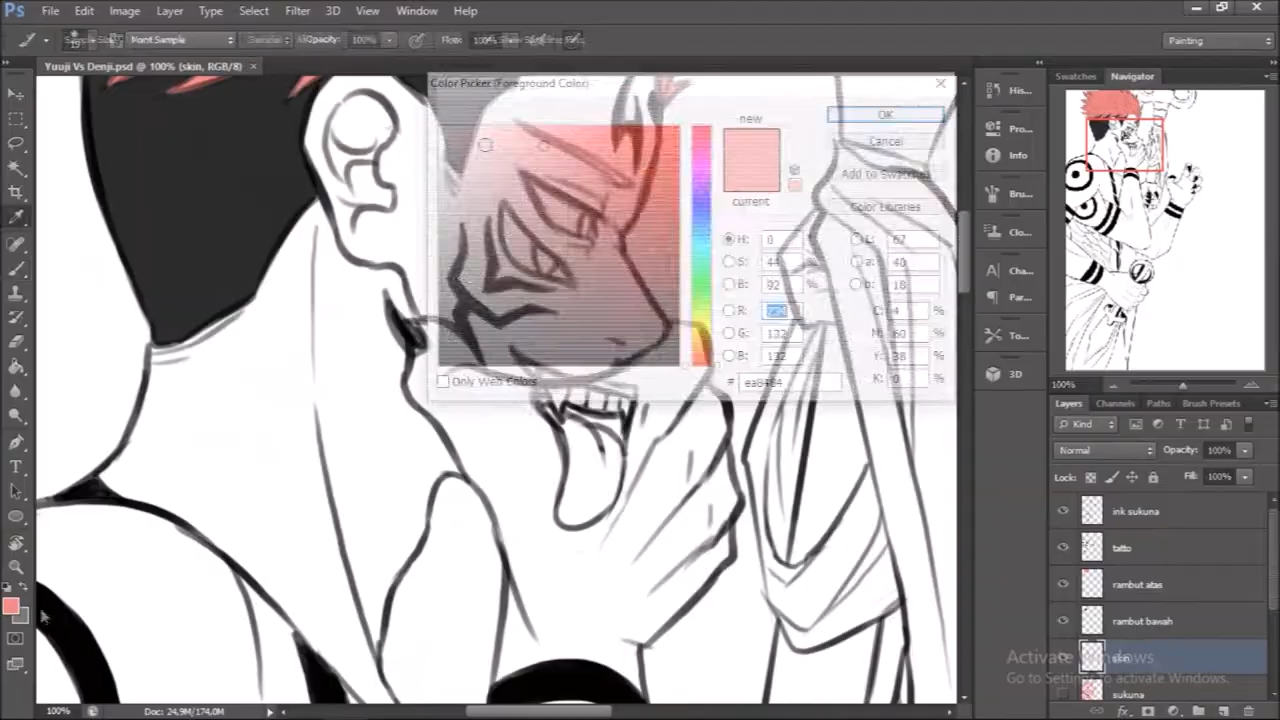 Ps File Edit Image Layer Type Select Filter 3D View Window Help
19 Mixed Sample Opacity: 100% 100%
Painting
Yuuji Vs Denji.psd @ 100% (skin, RGB/8) ×
Color Picker (Foreground Color)
new
current
OK
Cancel
Add to Swatches
Color Libraries
H: 0
S: 44 %
B: 92 %
R:
G: 132
B: 132
L: 67
a: 40
b: 18
C: 4 %
M: 60 %
Y: 38 %
K: 0 %
# ea8484
Only Web Colors
His...
Pro...
Info
Bru...
Clo...
Cha...
Par...
To...
3D
Swatches Navigator
100%
Layers Channels Paths Brush Presets
Kind
Normal Opacity: 100%
Lock: Fill: 100%
ink sukuna
tatto
rambut atas
rambut bawah
skin
sukuna
Activate Windows
Go to Settings to activate Windows.
100% Doc: 24,9M/174,0M